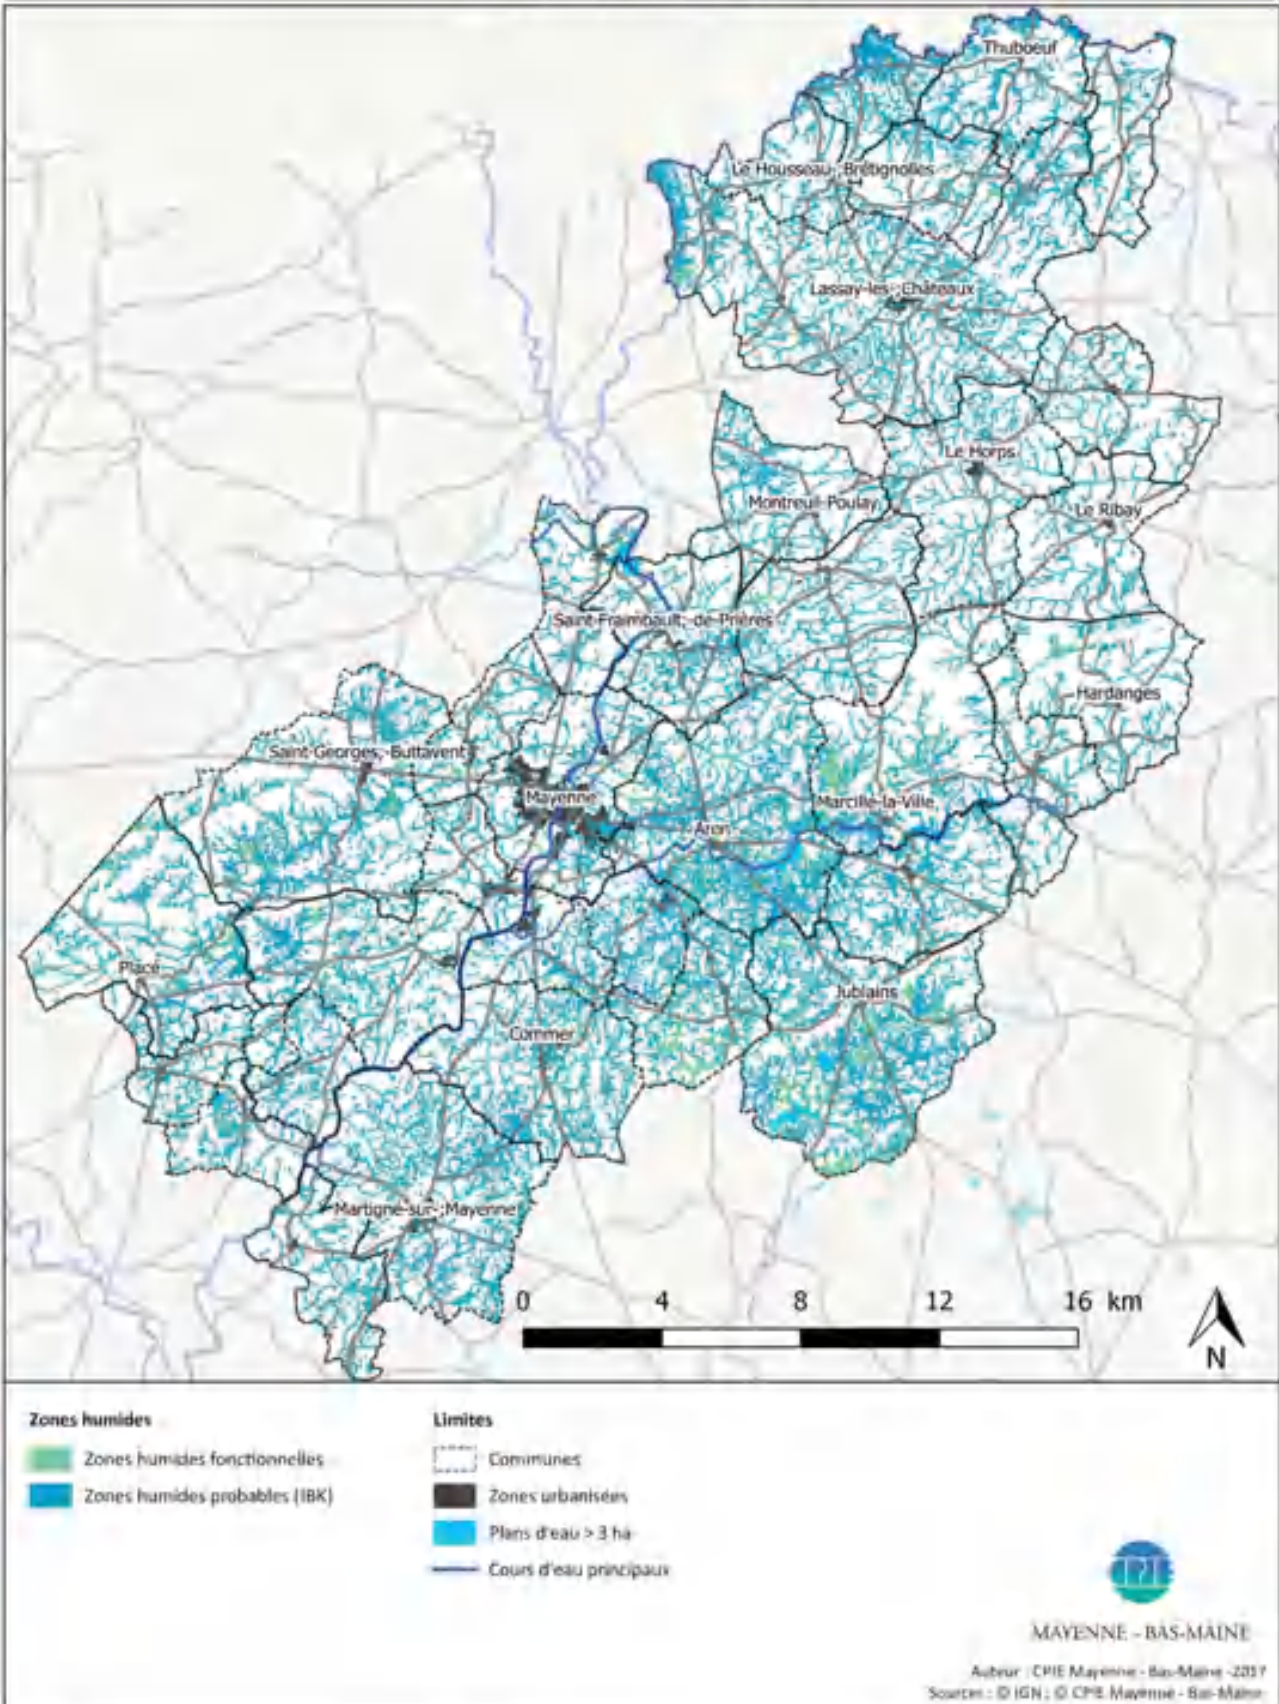 Thuboeuf
Le Housseau-;Brétignolles
Lassay-les-;Châteaux
Le Horps
Montreuil-Poulay
Le Ribay
Saint-Fraimbault;-de-Prières
Hardanges
Saint-Georges;-Buttavent
Mayenne
Marcillé-la-Ville
Aron
Placé
Jublains
Commer
Martigné-sur-;Mayenne
0 4 8 12 16 km
N
Zones humides
Zones humides fonctionnelles
Zones humides probables (IBK)
Limites
Communes
Zones urbanisées
Plans d'eau > 3 ha
Cours d'eau principaux
CPIE
MAYENNE - BAS-MAINE
Auteur : CPIE Mayenne - Bas-Maine -2017
Sources : © IGN ; © CPIE Mayenne - Bas-Maine